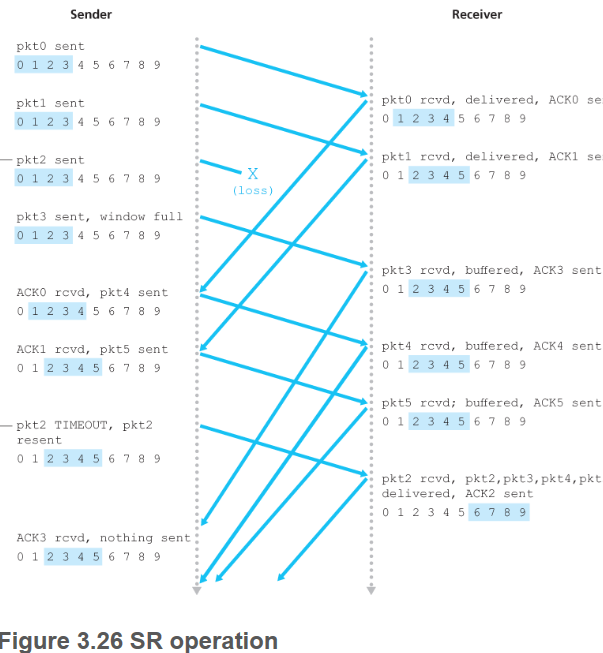 Sender
pkt0 sent
0 1 2 3 4 5 6 7 8 9
pkt1 sent
0 1 2 3 4 5 6 7 8 9
pkt2 sent
0 1 2 3 4 5 6 7 8 9
pkt3 sent, window full
0 1 2 3 4 5 6 7 8 9
ACK0 rcvd, pkt4 sent
0 1 2 3 4 5 6 7 8 9
ACK1 rcvd, pkt5 sent
0 1 2 3 4 5 6 7 8 9
pkt2 TIMEOUT, pkt2
resent
0 1 2 3 4 5 6 7 8 9
ACK3 rcvd, nothing sent
0 1 2 3 4 5 6 7 8 9
X
(loss)
Receiver
pkt0 rcvd, delivered, ACK0 se
0 1 2 3 4 5 6 7 8 9
pkt1 rcvd, delivered, ACK1 se
0 1 2 3 4 5 6 7 8 9
pkt3 rcvd, buffered, ACK3 sent
0 1 2 3 4 5 6 7 8 9
pkt4 rcvd, buffered, ACK4 sent
0 1 2 3 4 5 6 7 8 9
pkt5 rcvd; buffered, ACK5 sent
0 1 2 3 4 5 6 7 8 9
pkt2 rcvd, pkt2,pkt3,pkt4,pkt
delivered, ACK2 sent
0 1 2 3 4 5 6 7 8 9
Figure 3.26 SR operation